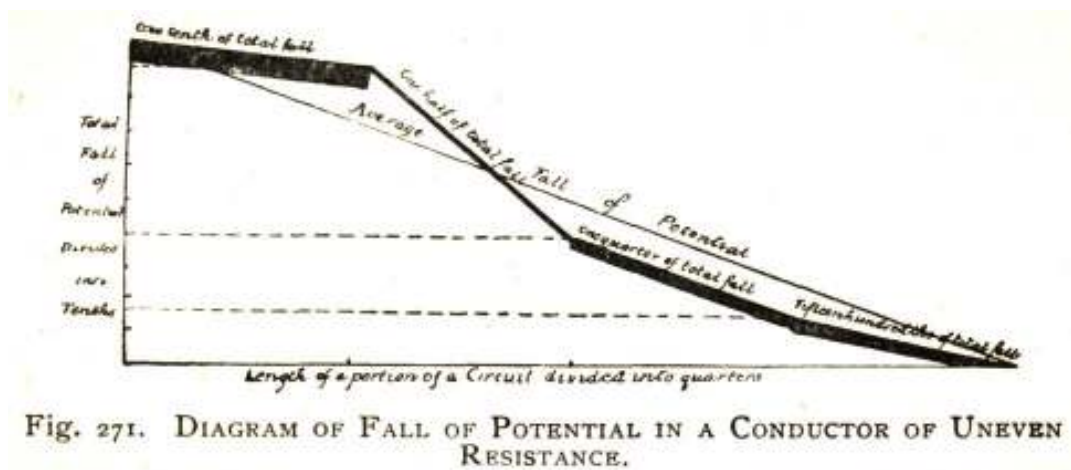 One tenth of total fall
One half of total fall
Average Fall of Potential
Total
Fall
of
Potential
Divided
into
Tenths
One quarter of total fall
Fifteen hundredths of total fall
Length of a portion of a Circuit divided into quarters
Fig. 271. Diagram of Fall of Potential in a Conductor of Uneven
Resistance.